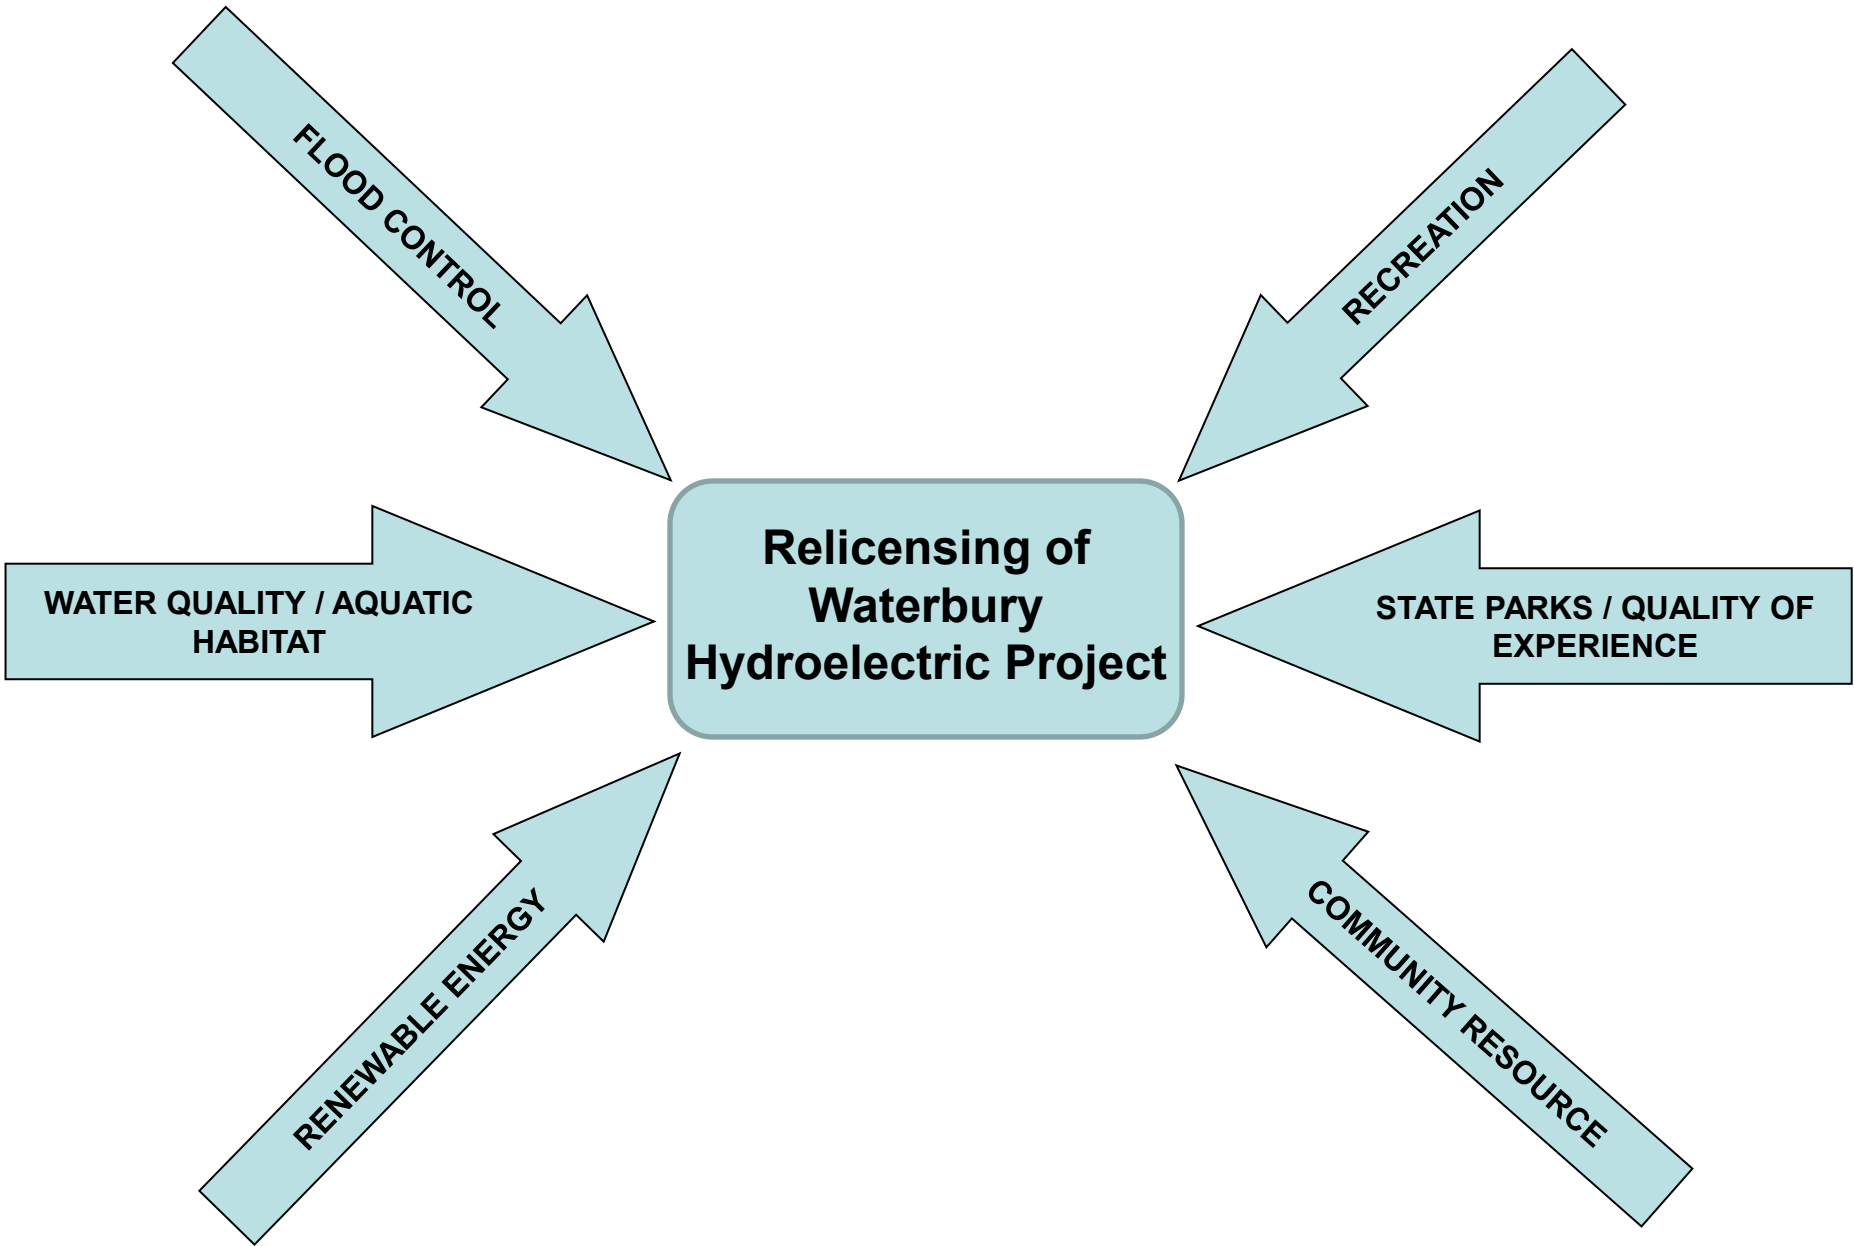 FLOOD CONTROL
RECREATION
Relicensing of
Waterbury
Hydroelectric Project
WATER QUALITY / AQUATIC
HABITAT
STATE PARKS / QUALITY OF
EXPERIENCE
RENEWABLE ENERGY
COMMUNITY RESOURCE